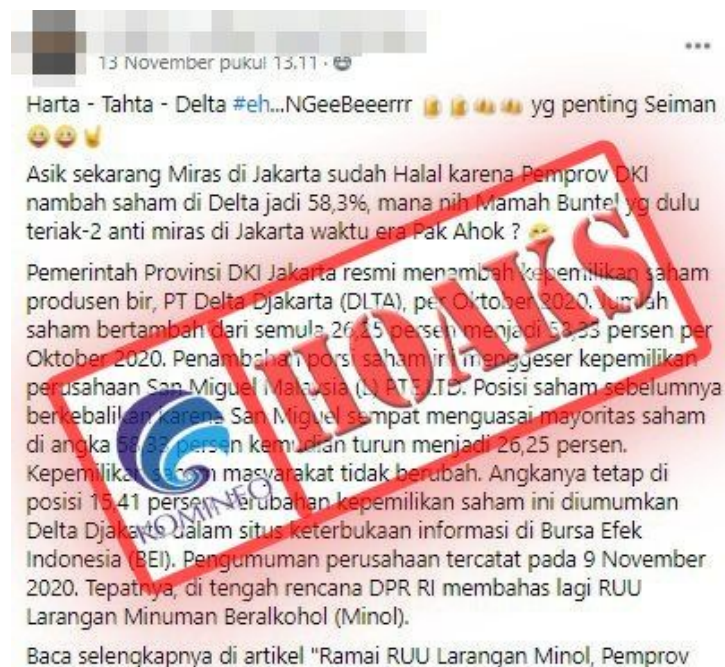 13 November pukul 13.11 ·
Harta - Tahta - Delta #eh...NGeeBeeerrr 🍺 🍺 👊 👊 yg penting Seiman
😀 😀 🤘
Asik sekarang Miras di Jakarta sudah Halal karena Pemprov DKI
nambah saham di Delta jadi 58,3%, mana nih Mamah Buntel yg dulu
teriak-2 anti miras di Jakarta waktu era Pak Ahok ? 😁
Pemerintah Provinsi DKI Jakarta resmi menambah kepemilikan saham
produsen bir, PT Delta Djakarta (DLTA), per Oktober 2020. Jumlah
saham bertambah dari semula 26,25 persen menjadi 58,33 persen per
Oktober 2020. Penambahan porsi saham ini menggeser kepemilikan
perusahaan San Miguel Malaysia (L) PTE.LTD. Posisi saham sebelumnya
berkebalikan karena San Miguel sempat menguasai mayoritas saham
di angka 58,33 persen kemudian turun menjadi 26,25 persen.
Kepemilikan saham masyarakat tidak berubah. Angkanya tetap di
posisi 15,41 persen. Perubahan kepemilikan saham ini diumumkan
Delta Djakarta dalam situs keterbukaan informasi di Bursa Efek
Indonesia (BEI). Pengumuman perusahaan tercatat pada 9 November
2020. Tepatnya, di tengah rencana DPR RI membahas lagi RUU
Larangan Minuman Beralkohol (Minol).
Baca selengkapnya di artikel "Ramai RUU Larangan Minol, Pemprov
HOAKS
KOMINFO